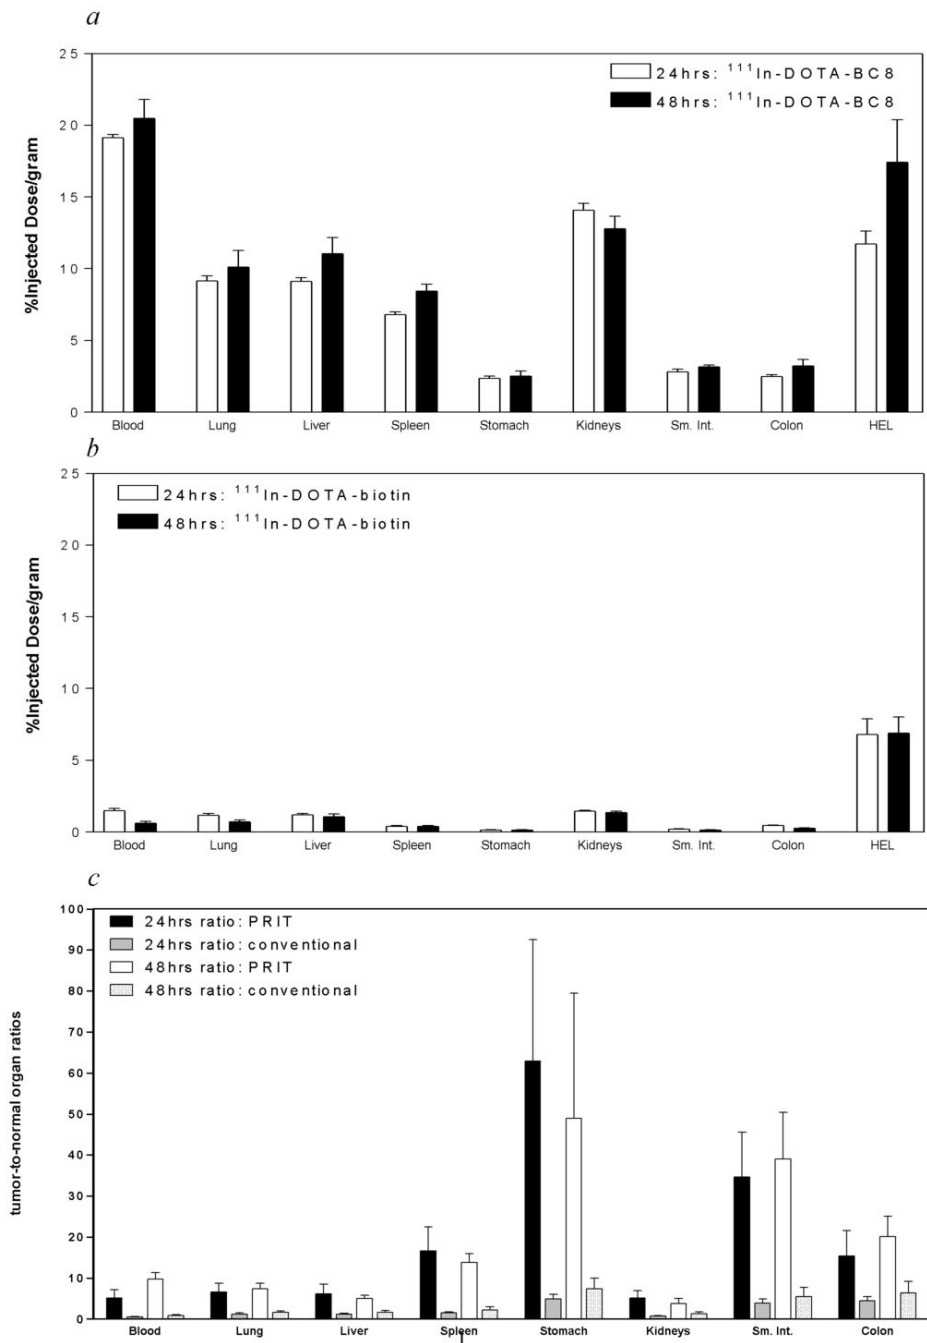 a
25
20
15
10
5
0
%Injected Dose/gram
24hrs: ¹¹¹In-DOTA-BC8
48hrs: ¹¹¹In-DOTA-BC8
Blood Lung Liver Spleen Stomach Kidneys Sm. Int. Colon HEL
b
25
20
15
10
5
0
%Injected Dose/gram
24hrs: ¹¹¹In-DOTA-biotin
48hrs: ¹¹¹In-DOTA-biotin
Blood Lung Liver Spleen Stomach Kidneys Sm. Int. Colon HEL
c
100
90
80
70
60
50
40
30
20
10
0
tumor-to-normal organ ratios
24hrs ratio: PRIT
24hrs ratio: conventional
48hrs ratio: PRIT
48hrs ratio: conventional
Blood Lung Liver Spleen Stomach Kidneys Sm. Int. Colon